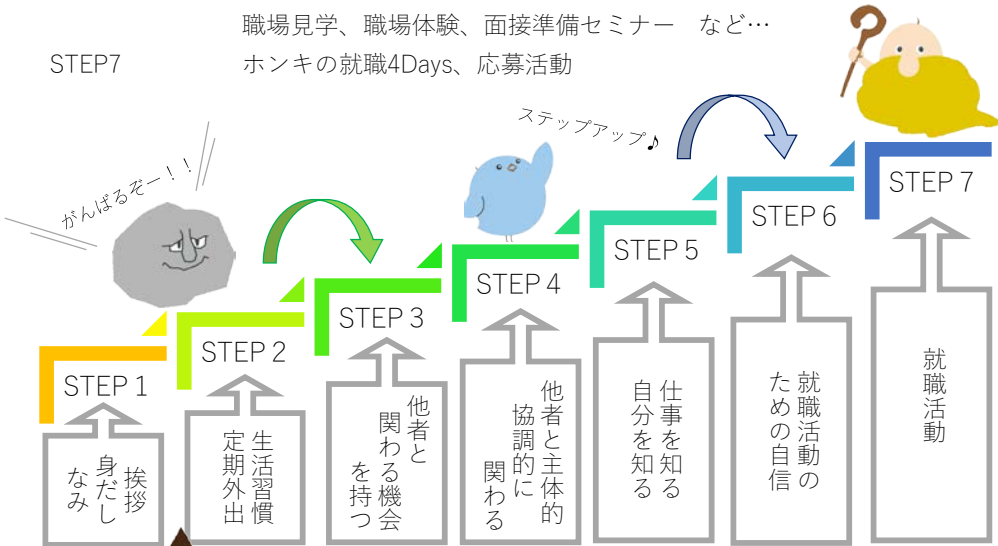 職場見学、職場体験、面接準備セミナー　など…
STEP7　ホンキの就職4Days、応募活動
がんばるぞー！！
ステップアップ♪
STEP 1
STEP 2
STEP 3
STEP 4
STEP 5
STEP 6
STEP 7
挨拶
身だし
なみ
生活習慣
定期外出
他者と
関わる機会
を持つ
他者と主体的
協調的に
関わる
仕事を知る
自分を知る
就職活動の
ための自信
就職活動